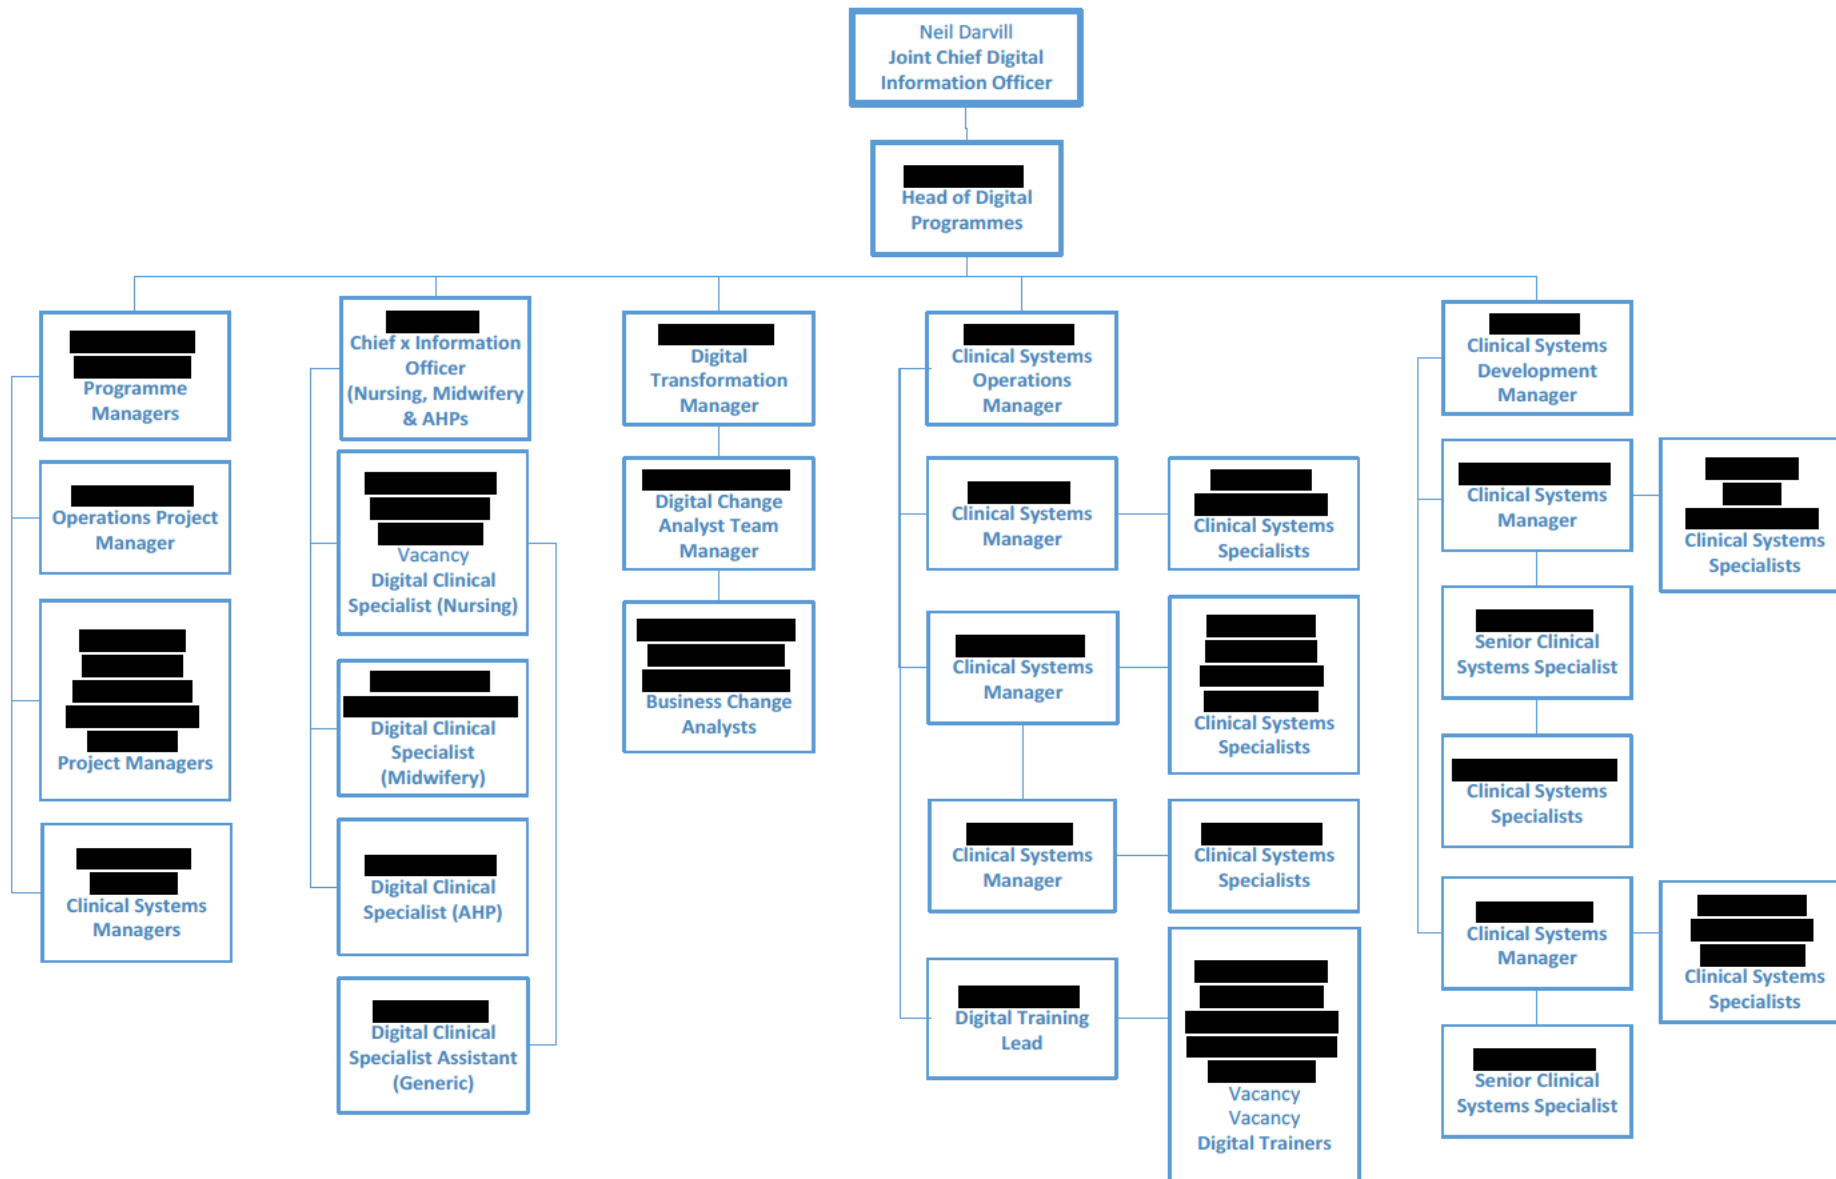 Neil Darvill
Joint Chief Digital
Information Officer
Head of Digital
Programmes
Programme
Managers
Operations Project
Manager
Project Managers
Clinical Systems
Managers
Chief x Information
Officer
(Nursing, Midwifery
& AHPs
Vacancy
Digital Clinical
Specialist (Nursing)
Digital Clinical
Specialist
(Midwifery)
Digital Clinical
Specialist (AHP)
Digital Clinical
Specialist Assistant
(Generic)
Digital
Transformation
Manager
Digital Change
Analyst Team
Manager
Business Change
Analysts
Clinical Systems
Operations
Manager
Clinical Systems
Manager
Clinical Systems
Specialists
Clinical Systems
Manager
Clinical Systems
Specialists
Clinical Systems
Manager
Clinical Systems
Specialists
Digital Training
Lead
Vacancy
Vacancy
Digital Trainers
Clinical Systems
Development
Manager
Clinical Systems
Manager
Clinical Systems
Specialists
Senior Clinical
Systems Specialist
Clinical Systems
Specialists
Clinical Systems
Manager
Clinical Systems
Specialists
Senior Clinical
Systems Specialist